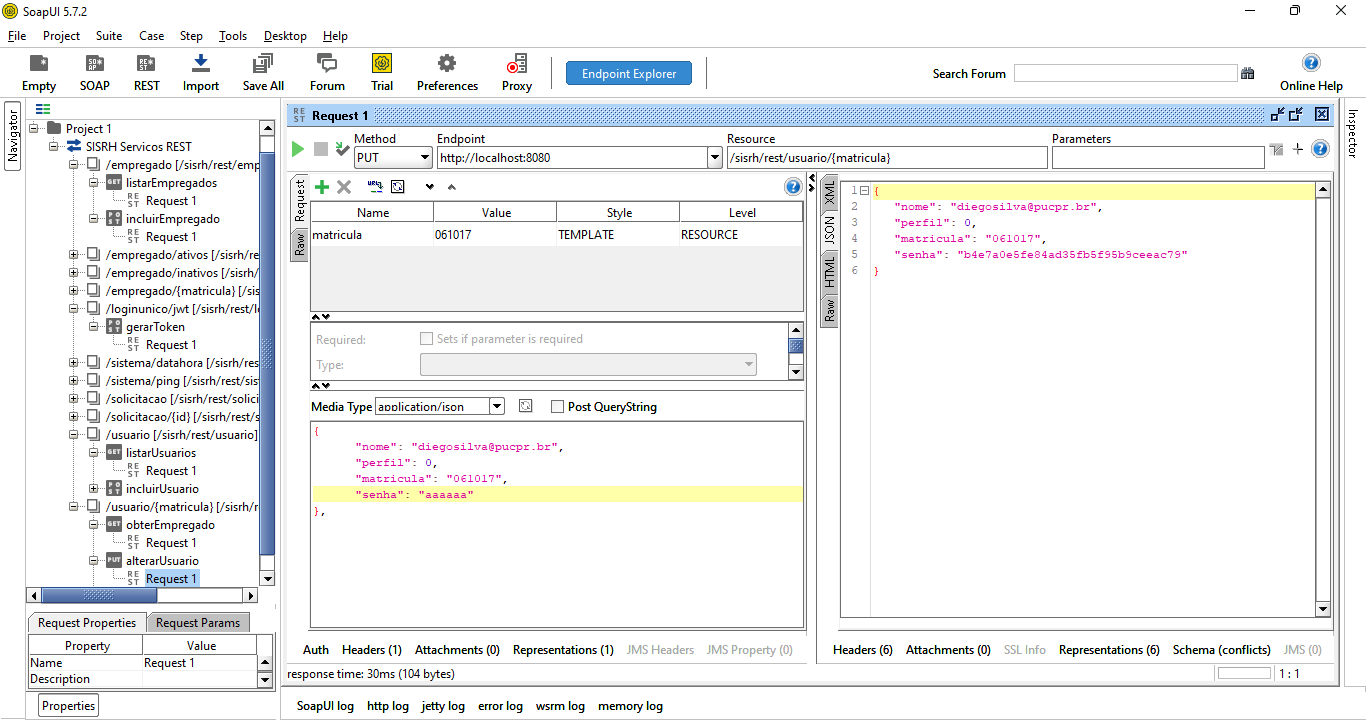 SoapUI 5.7.2
File Project Suite Case Step Tools Desktop Help
Empty SOAP REST Import Save All Forum Trial Preferences Proxy Endpoint Explorer Search Forum Online Help
Navigator
Project 1
SISRH Servicos REST
/empregado [/sisrh/rest/emp
GET listarEmpregados
REST Request 1
POST incluirEmpregado
REST Request 1
/empregado/ativos [/sisrh/re
/empregado/inativos [/sisrh/
/empregado/{matricula} [/sis
/loginunico/jwt [/sisrh/rest/l
POST gerarToken
REST Request 1
/sistema/datahora [/sisrh/res
/sistema/ping [/sisrh/rest/sis
/solicitacao [/sisrh/rest/solici
/solicitacao/{id} [/sisrh/rest/s
/usuario [/sisrh/rest/usuario]
GET listarUsuarios
REST Request 1
POST incluirUsuario
/usuario/{matricula} [/sisrh/r
GET obterEmpregado
REST Request 1
PUT alterarUsuario
REST Request 1
Request Properties Request Params
Property Value
Name Request 1
Description
Properties
REST Request 1
Method Endpoint Resource Parameters
PUT http://localhost:8080 /sisrh/rest/usuario/{matricula}
Request
Raw
Name Value Style Level
matricula 061017 TEMPLATE RESOURCE
Required: Sets if parameter is required
Type:
Media Type application/json Post QueryString
{
"nome": "diegosilva@pucpr.br",
"perfil": 0,
"matricula": "061017",
"senha": "aaaaaa"
},
Auth Headers (1) Attachments (0) Representations (1) JMS Headers JMS Property (0)
XML
JSON
HTML
Raw
1 {
2 "nome": "diegosilva@pucpr.br",
3 "perfil": 0,
4 "matricula": "061017",
5 "senha": "b4e7a0e5fe84ad35fb5f95b9ceeac79"
6 }
Headers (6) Attachments (0) SSL Info Representations (6) Schema (conflicts) JMS (0)
response time: 30ms (104 bytes) 1 : 1
SoapUI log http log jetty log error log wsrm log memory log
Inspector